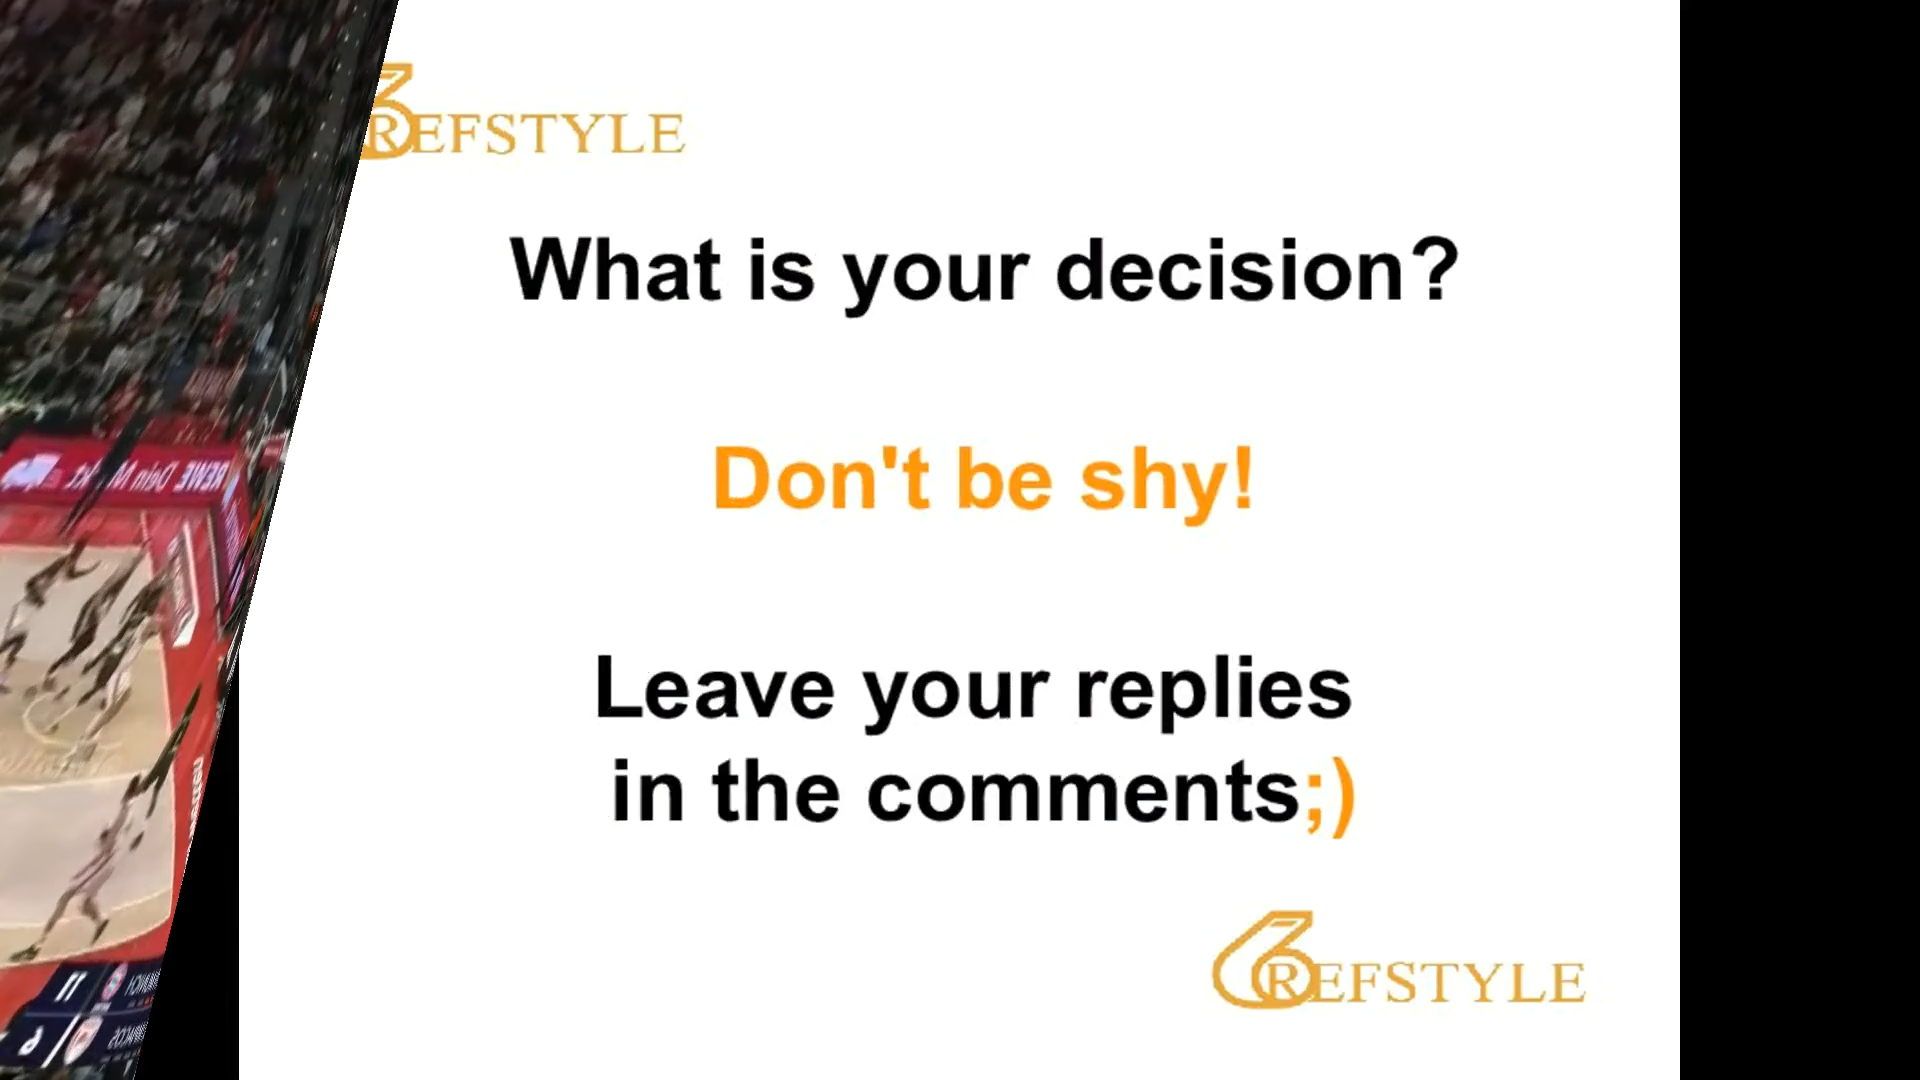 REFSTYLE
What is your decision?
Don't be shy!
Leave your replies
in the comments;)
REFSTYLE